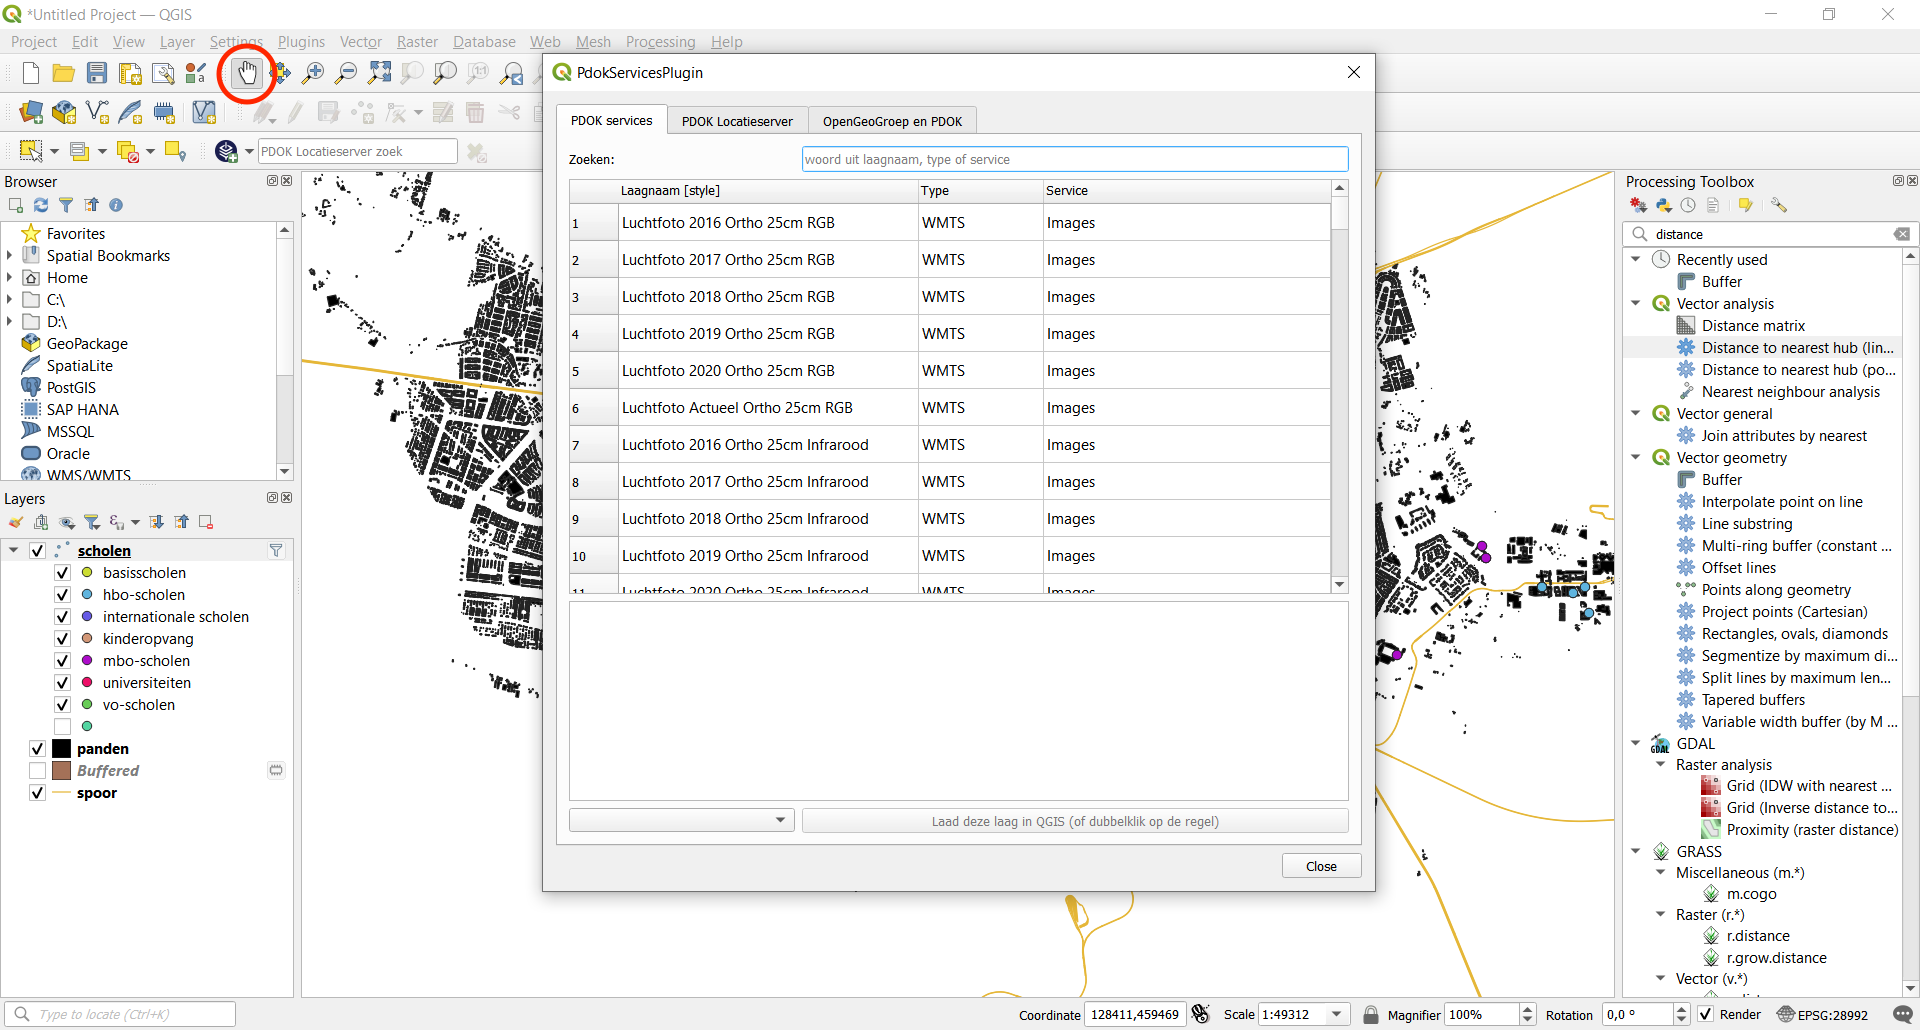 *Untitled Project — QGIS
Project Edit View Layer Settings Plugins Vector Raster Database Web Mesh Processing Help
PDOK Locatieserver zoek
Browser
Favorites
Spatial Bookmarks
Home
C:\
D:\
GeoPackage
SpatiaLite
PostGIS
SAP HANA
MSSQL
Oracle
WMS/WMTS
Layers
scholen
basisscholen
hbo-scholen
internationale scholen
kinderopvang
mbo-scholen
universiteiten
vo-scholen
panden
Buffered
spoor
PdokServicesPlugin
PDOK services PDOK Locatieserver OpenGeoGroep en PDOK
Zoeken: woord uit laagnaam, type of service
Laagnaam [style] Type Service
1 Luchtfoto 2016 Ortho 25cm RGB WMTS Images
2 Luchtfoto 2017 Ortho 25cm RGB WMTS Images
3 Luchtfoto 2018 Ortho 25cm RGB WMTS Images
4 Luchtfoto 2019 Ortho 25cm RGB WMTS Images
5 Luchtfoto 2020 Ortho 25cm RGB WMTS Images
6 Luchtfoto Actueel Ortho 25cm RGB WMTS Images
7 Luchtfoto 2016 Ortho 25cm Infrarood WMTS Images
8 Luchtfoto 2017 Ortho 25cm Infrarood WMTS Images
9 Luchtfoto 2018 Ortho 25cm Infrarood WMTS Images
10 Luchtfoto 2019 Ortho 25cm Infrarood WMTS Images
11 Luchtfoto 2020 Ortho 25cm Infrarood WMTS Images
Laad deze laag in QGIS (of dubbelklik op de regel)
Close
Processing Toolbox
distance
Recently used
Buffer
Vector analysis
Distance matrix
Distance to nearest hub (lin...
Distance to nearest hub (po...
Nearest neighbour analysis
Vector general
Join attributes by nearest
Vector geometry
Buffer
Interpolate point on line
Line substring
Multi-ring buffer (constant ...
Offset lines
Points along geometry
Project points (Cartesian)
Rectangles, ovals, diamonds
Segmentize by maximum di...
Split lines by maximum len...
Tapered buffers
Variable width buffer (by M ...
GDAL
Raster analysis
Grid (IDW with nearest ...
Grid (Inverse distance to...
Proximity (raster distance)
GRASS
Miscellaneous (m.*)
m.cogo
Raster (r.*)
r.distance
r.grow.distance
Vector (v.*)
Type to locate (Ctrl+K)
Coordinate 128411,459469 Scale 1:49312 Magnifier 100% Rotation 0,0 ° Render EPSG:28992